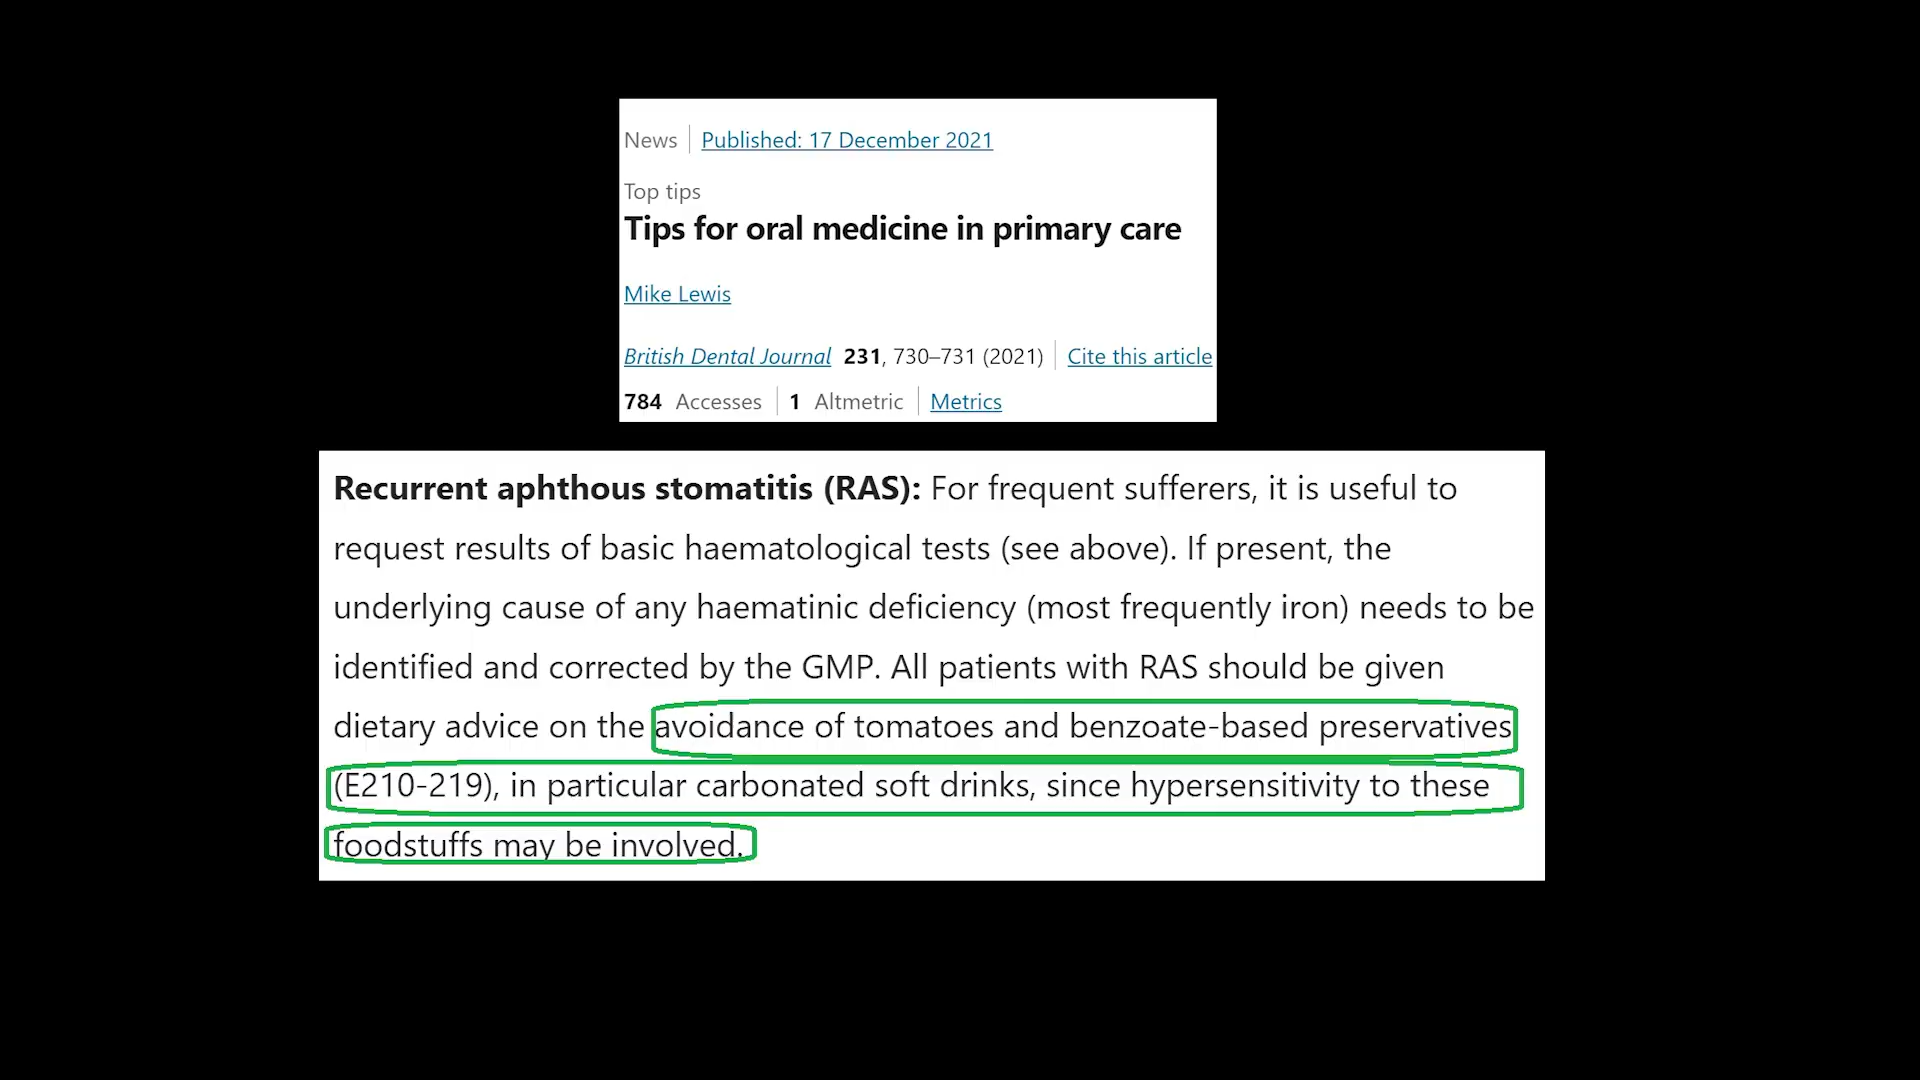 News | Published: 17 December 2021
Top tips
Tips for oral medicine in primary care
Mike Lewis
British Dental Journal 231, 730–731 (2021) | Cite this article
784 Accesses | 1 Altmetric | Metrics
Recurrent aphthous stomatitis (RAS): For frequent sufferers, it is useful to
request results of basic haematological tests (see above). If present, the
underlying cause of any haematinic deficiency (most frequently iron) needs to be
identified and corrected by the GMP. All patients with RAS should be given
dietary advice on the avoidance of tomatoes and benzoate-based preservatives
(E210-219), in particular carbonated soft drinks, since hypersensitivity to these
foodstuffs may be involved.